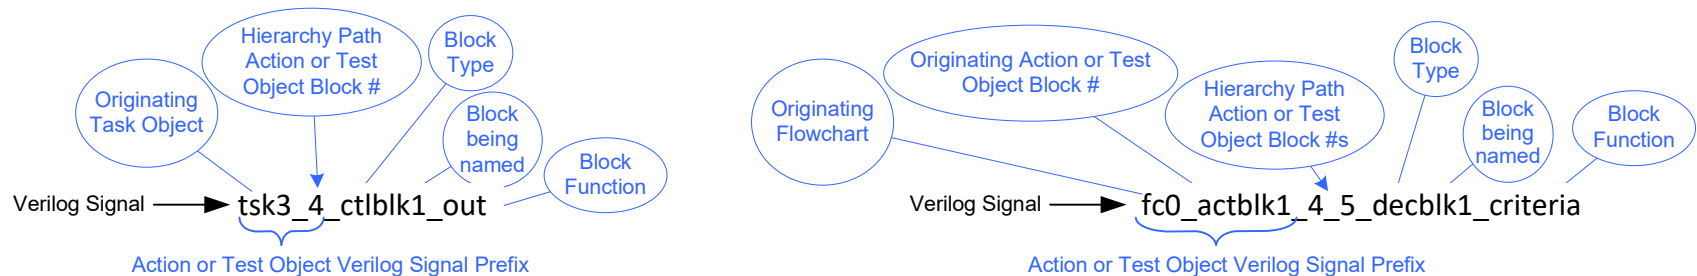 Originating
Task Object
Hierarchy Path
Action or Test
Object Block #
Block
Type
Block
being
named
Block
Function
Verilog Signal
tsk3_4_ctlblk1_out
Action or Test Object Verilog Signal Prefix
Originating
Flowchart
Originating Action or Test
Object Block #
Hierarchy Path
Action or Test
Object Block #s
Block
Type
Block
being
named
Block
Function
Verilog Signal
fc0_actblk1_4_5_decblk1_criteria
Action or Test Object Verilog Signal Prefix